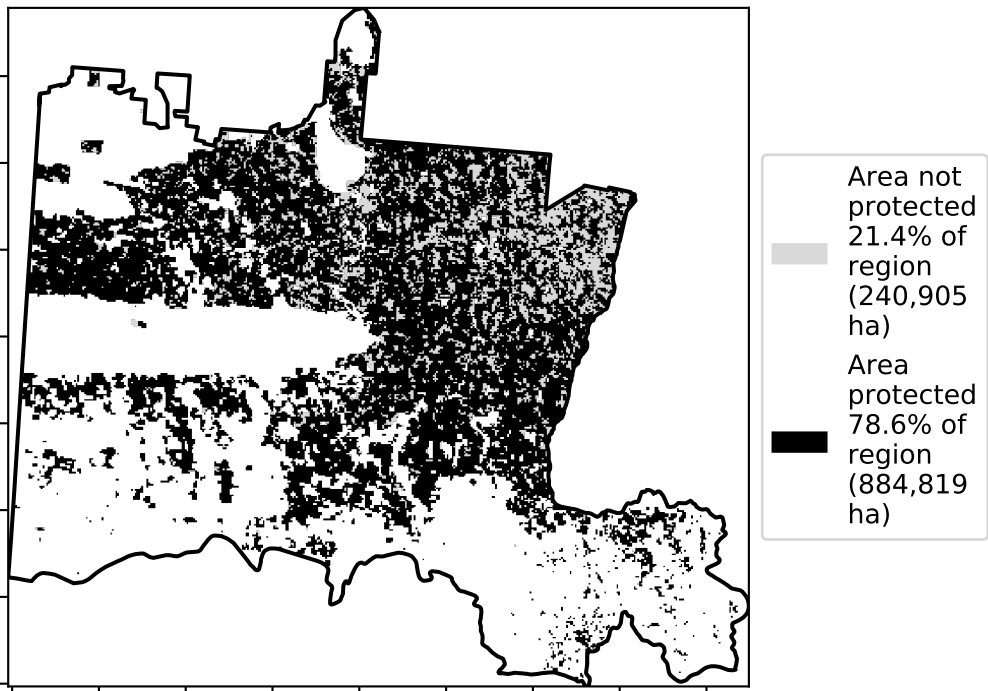 Area not
protected
21.4% of
region
(240,905
ha)
Area
protected
78.6% of
region
(884,819
ha)